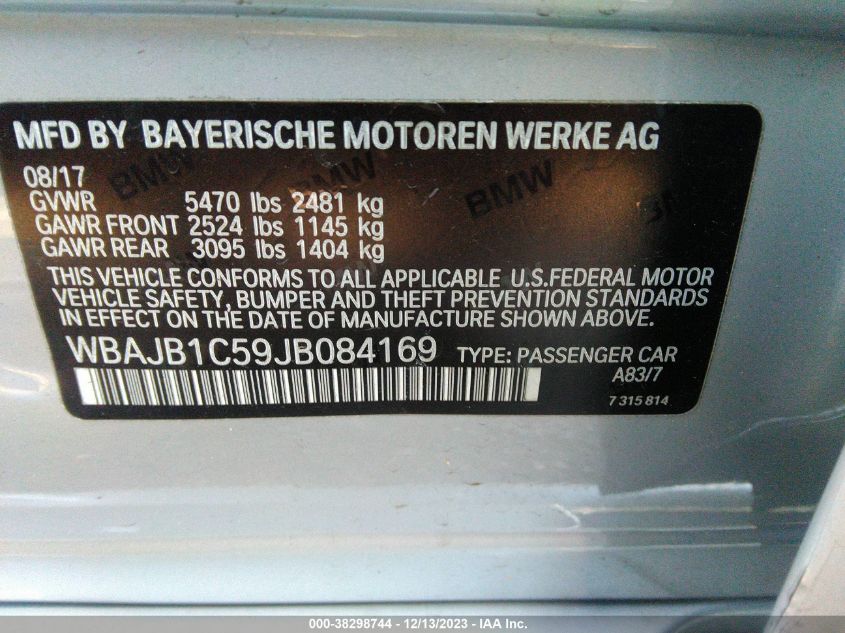 MFD BY BAYERISCHE MOTOREN WERKE AG
08/17 BMW BMW
GVWR 5470 lbs 2481 kg
GAWR FRONT 2524 lbs 1145 kg
GAWR REAR 3095 lbs 1404 kg
THIS VEHICLE CONFORMS TO ALL APPLICABLE U.S.FEDERAL MOTOR
VEHICLE SAFETY, BUMPER AND THEFT PREVENTION STANDARDS
IN EFFECT ON THE DATE OF MANUFACTURE SHOWN ABOVE.
WBAJB1C59JB084169 TYPE: PASSENGER CAR
A83/7
7 315 814
000-38298744 - 12/13/2023 - IAA Inc.